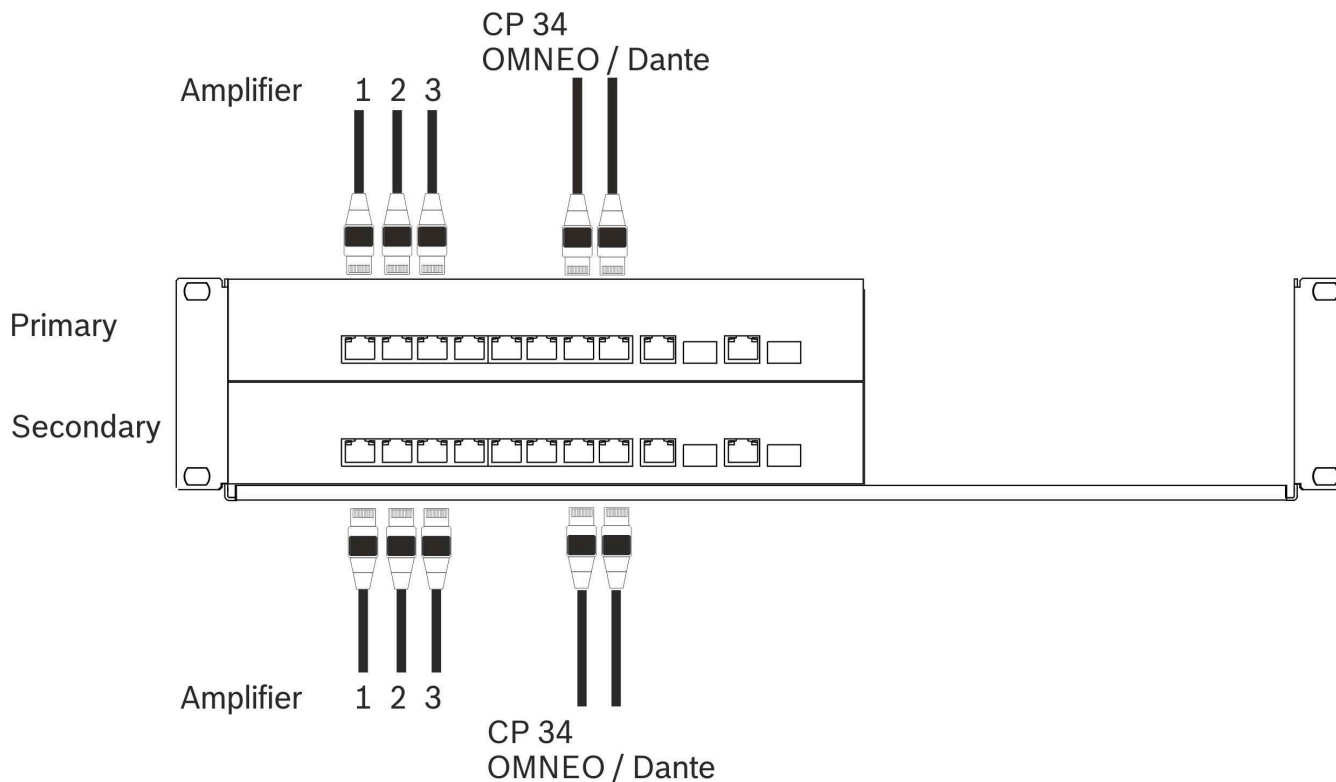 CP 34
OMNEO / Dante
Amplifier 1 2 3
Primary
Secondary
Amplifier 1 2 3
CP 34
OMNEO / Dante